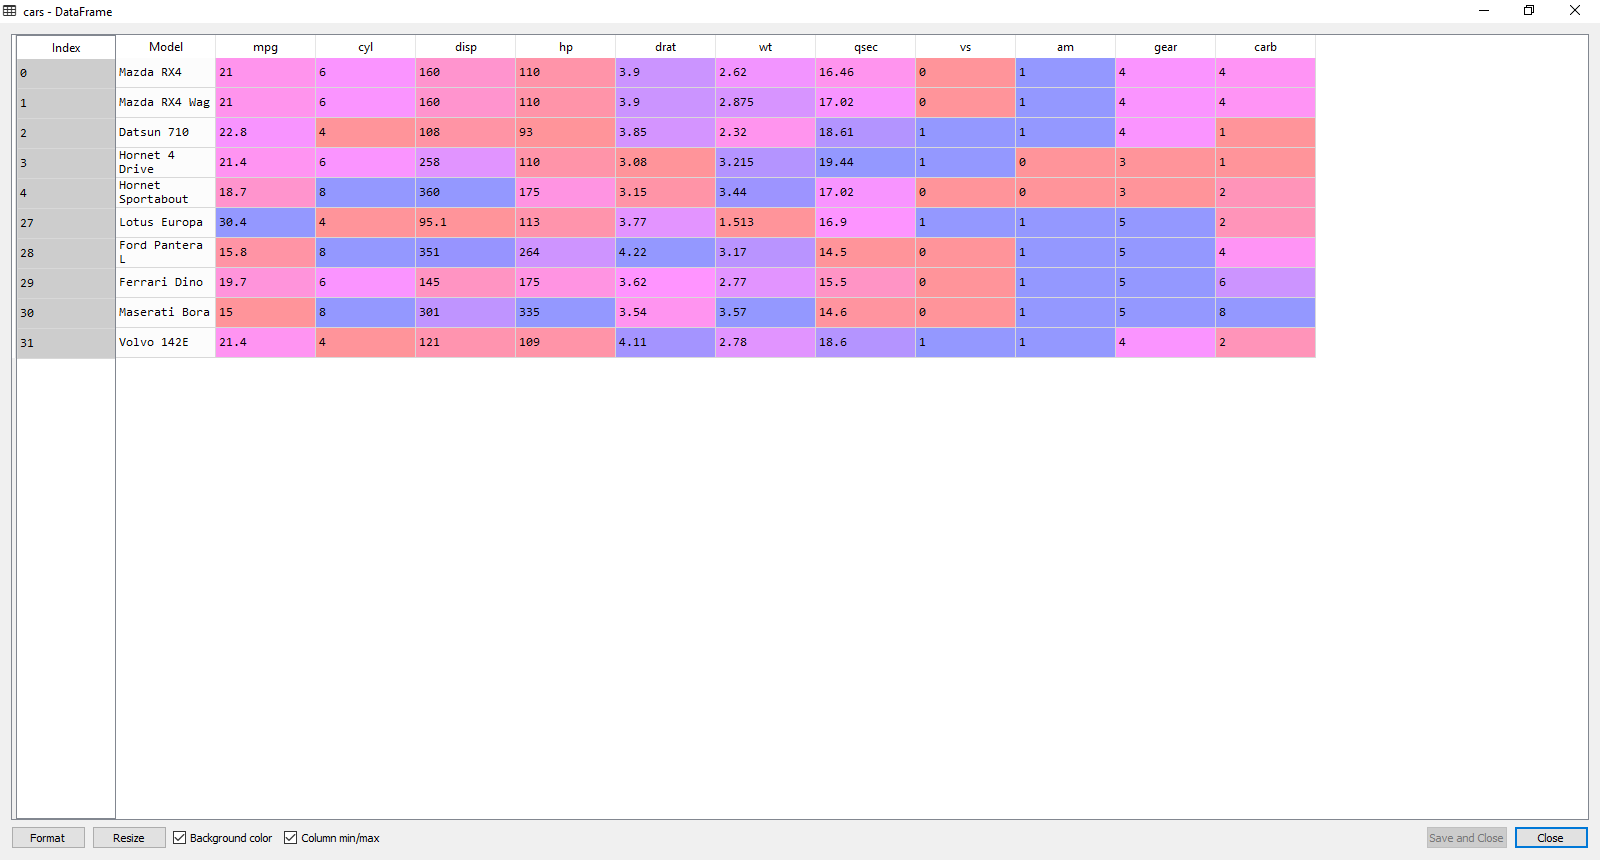 cars - DataFrame
Index Model mpg cyl disp hp drat wt qsec vs am gear carb
0 Mazda RX4 21 6 160 110 3.9 2.62 16.46 0 1 4 4
1 Mazda RX4 Wag 21 6 160 110 3.9 2.875 17.02 0 1 4 4
2 Datsun 710 22.8 4 108 93 3.85 2.32 18.61 1 1 4 1
3 Hornet 4 Drive 21.4 6 258 110 3.08 3.215 19.44 1 0 3 1
4 Hornet Sportabout 18.7 8 360 175 3.15 3.44 17.02 0 0 3 2
27 Lotus Europa 30.4 4 95.1 113 3.77 1.513 16.9 1 1 5 2
28 Ford Pantera L 15.8 8 351 264 4.22 3.17 14.5 0 1 5 4
29 Ferrari Dino 19.7 6 145 175 3.62 2.77 15.5 0 1 5 6
30 Maserati Bora 15 8 301 335 3.54 3.57 14.6 0 1 5 8
31 Volvo 142E 21.4 4 121 109 4.11 2.78 18.6 1 1 4 2
Format Resize Background color Column min/max Save and Close Close